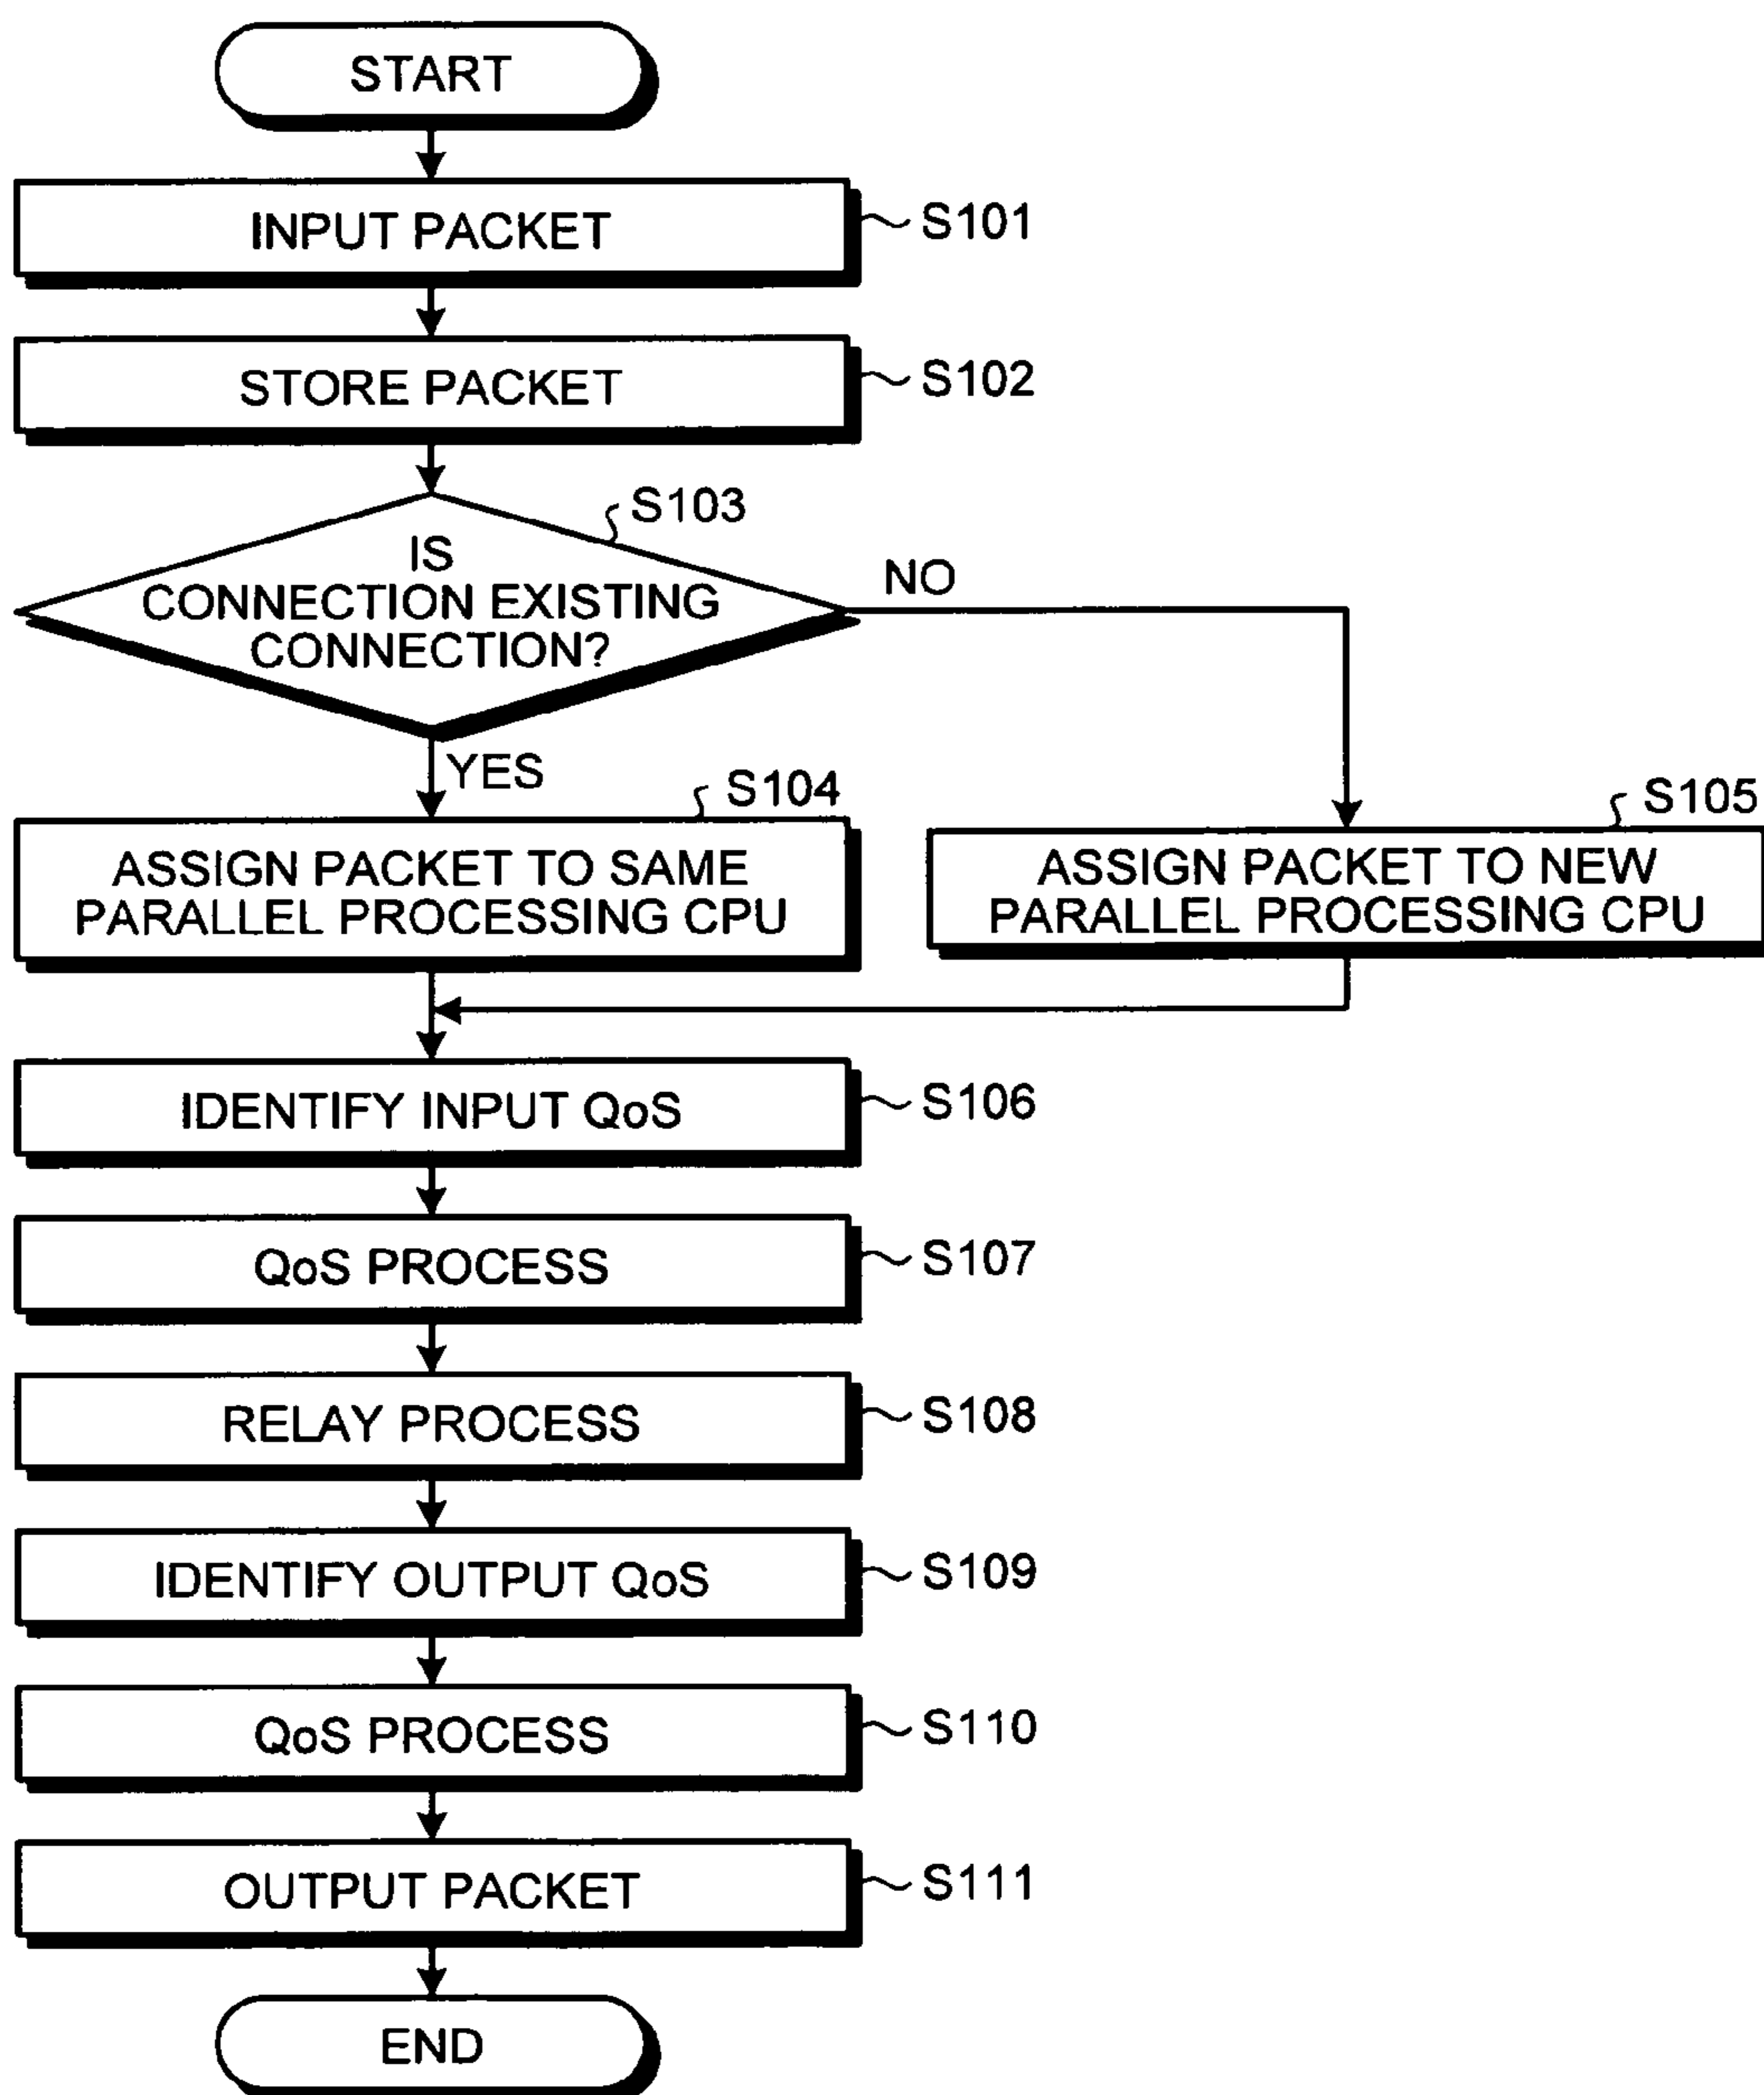 START
INPUT PACKET
S101
STORE PACKET
S102
S103
IS
CONNECTION EXISTING
CONNECTION?
NO
YES
S104
ASSIGN PACKET TO SAME
PARALLEL PROCESSING CPU
S105
ASSIGN PACKET TO NEW
PARALLEL PROCESSING CPU
IDENTIFY INPUT QoS
S106
QoS PROCESS
S107
RELAY PROCESS
S108
IDENTIFY OUTPUT QoS
S109
QoS PROCESS
S110
OUTPUT PACKET
S111
END